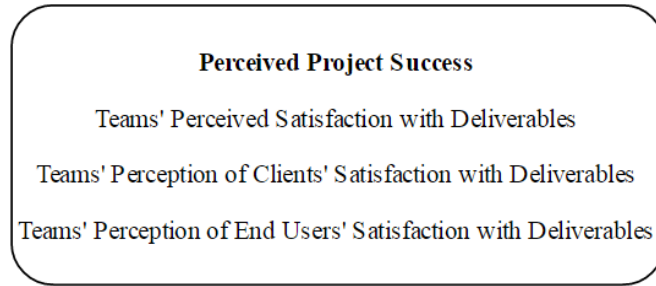 Perceived Project Success
Teams' Perceived Satisfaction with Deliverables
Teams' Perception of Clients' Satisfaction with Deliverables
Teams' Perception of End Users' Satisfaction with Deliverables